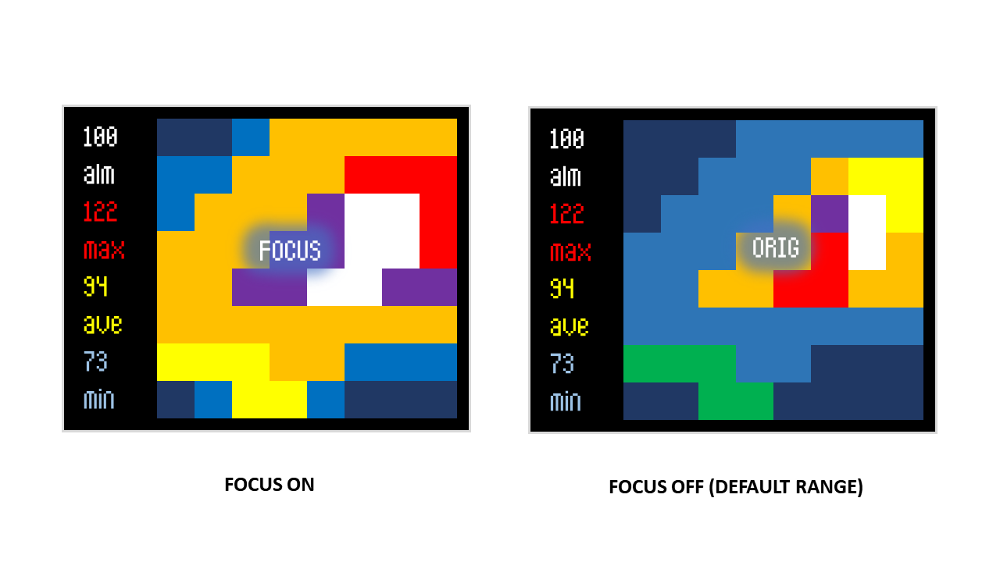 100
alm
122
max
94
ave
73
min
FOCUS
FOCUS ON
100
alm
122
max
94
ave
73
min
ORIG
FOCUS OFF (DEFAULT RANGE)